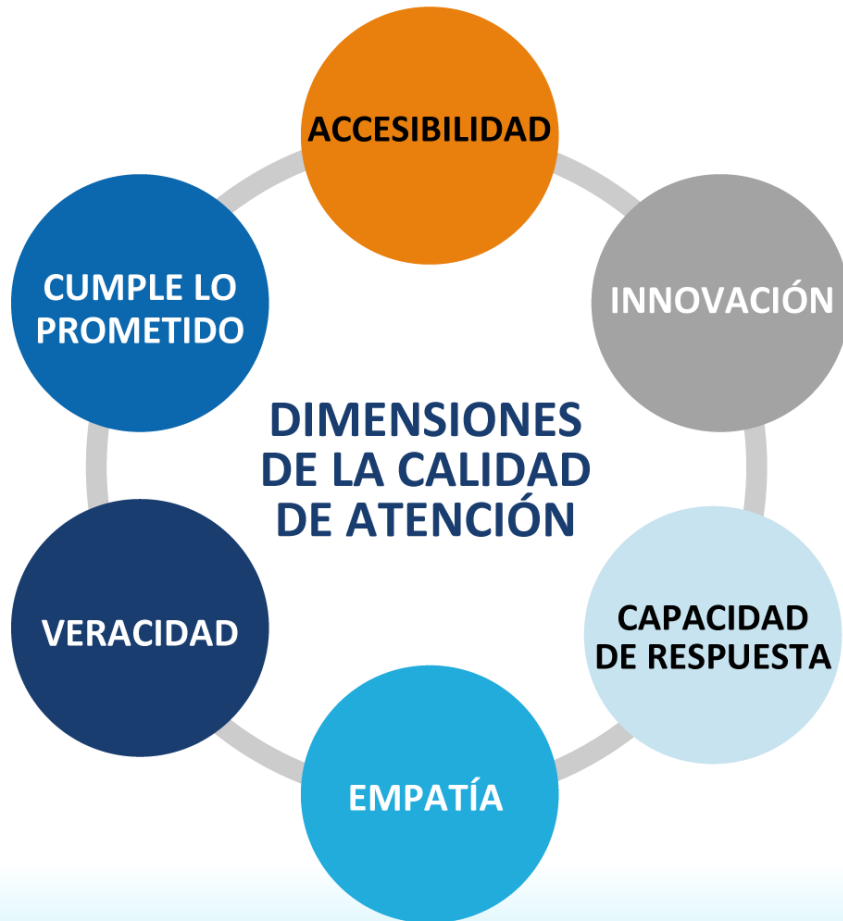 ACCESIBILIDAD
INNOVACIÓN
CAPACIDAD
DE RESPUESTA
EMPATÍA
VERACIDAD
CUMPLE LO
PROMETIDO
DIMENSIONES
DE LA CALIDAD
DE ATENCIÓN